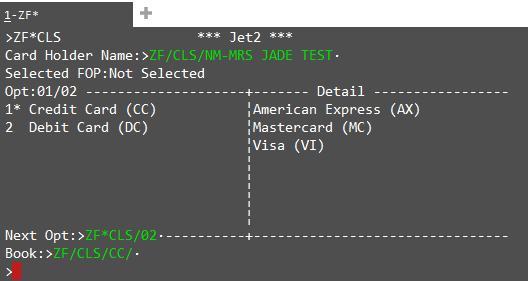 1-ZF*
>ZF*CLS *** Jet2 ***
Card Holder Name:>ZF/CLS/NM-MRS JADE TEST·
Selected FOP:Not Selected
Opt:01/02 --------------------+------- Detail ------------------
1* Credit Card (CC) ¦American Express (AX)
2 Debit Card (DC) ¦Mastercard (MC)
¦Visa (VI)
¦
¦
¦
¦
Next Opt:>ZF*CLS/02·----------+--------------------------------
Book:>ZF/CLS/CC/·
>